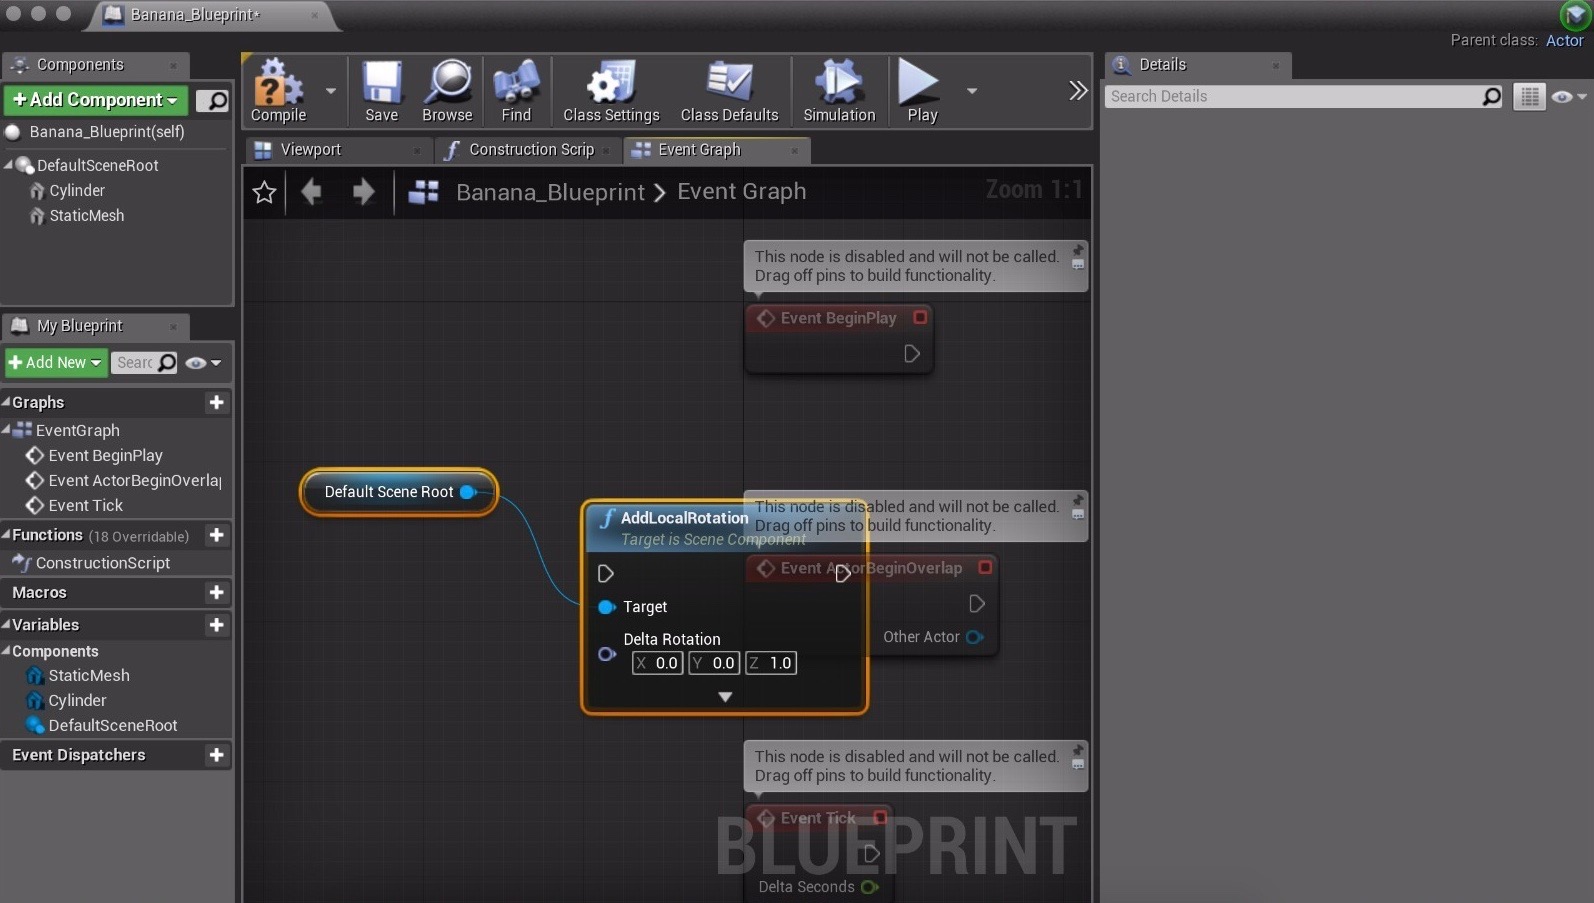 Banana_Blueprint*
Parent class: Actor
Components
Details
+ Add Component
Search Details
Compile
Save
Browse
Find
Class Settings
Class Defaults
Simulation
Play
Banana_Blueprint(self)
Viewport
Construction Scrip
Event Graph
DefaultSceneRoot
Cylinder
StaticMesh
Banana_Blueprint > Event Graph
Zoom 1:1
This node is disabled and will not be called.
Drag off pins to build functionality.
Event BeginPlay
My Blueprint
+ Add New
Searc
Graphs
EventGraph
Event BeginPlay
Event ActorBeginOverlap
Event Tick
Functions (18 Overridable)
ConstructionScript
Macros
Variables
Components
StaticMesh
Cylinder
DefaultSceneRoot
Event Dispatchers
Default Scene Root
AddLocalRotation
Target is Scene Component
Target
Delta Rotation
X 0.0 Y 0.0 Z 1.0
This node is disabled and will not be called.
Drag off pins to build functionality.
Event ActorBeginOverlap
Other Actor
This node is disabled and will not be called.
Drag off pins to build functionality.
Event Tick
Delta Seconds
BLUEPRINT